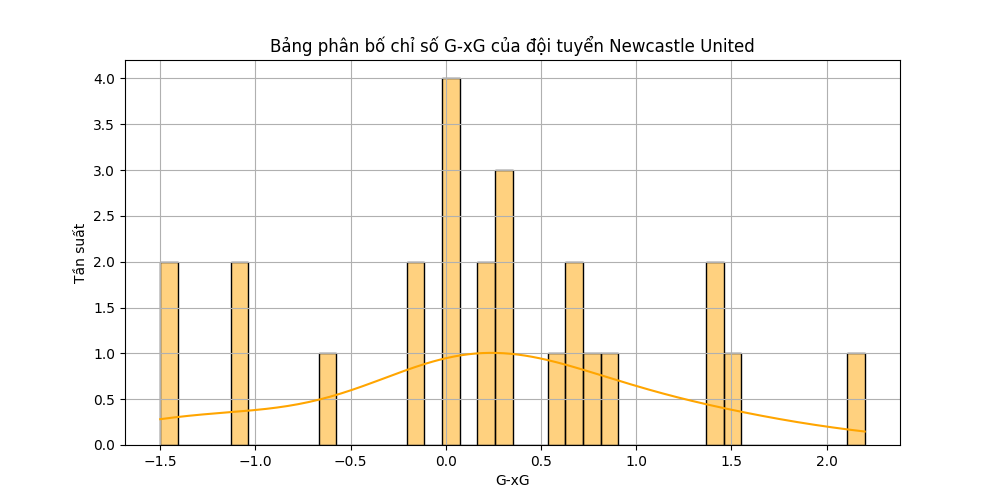 Bảng phân bố chỉ số G-xG của đội tuyển Newcastle United
Tần suất
4.0
3.5
3.0
2.5
2.0
1.5
1.0
0.5
0.0
−1.5 −1.0 −0.5 0.0 0.5 1.0 1.5 2.0
G-xG